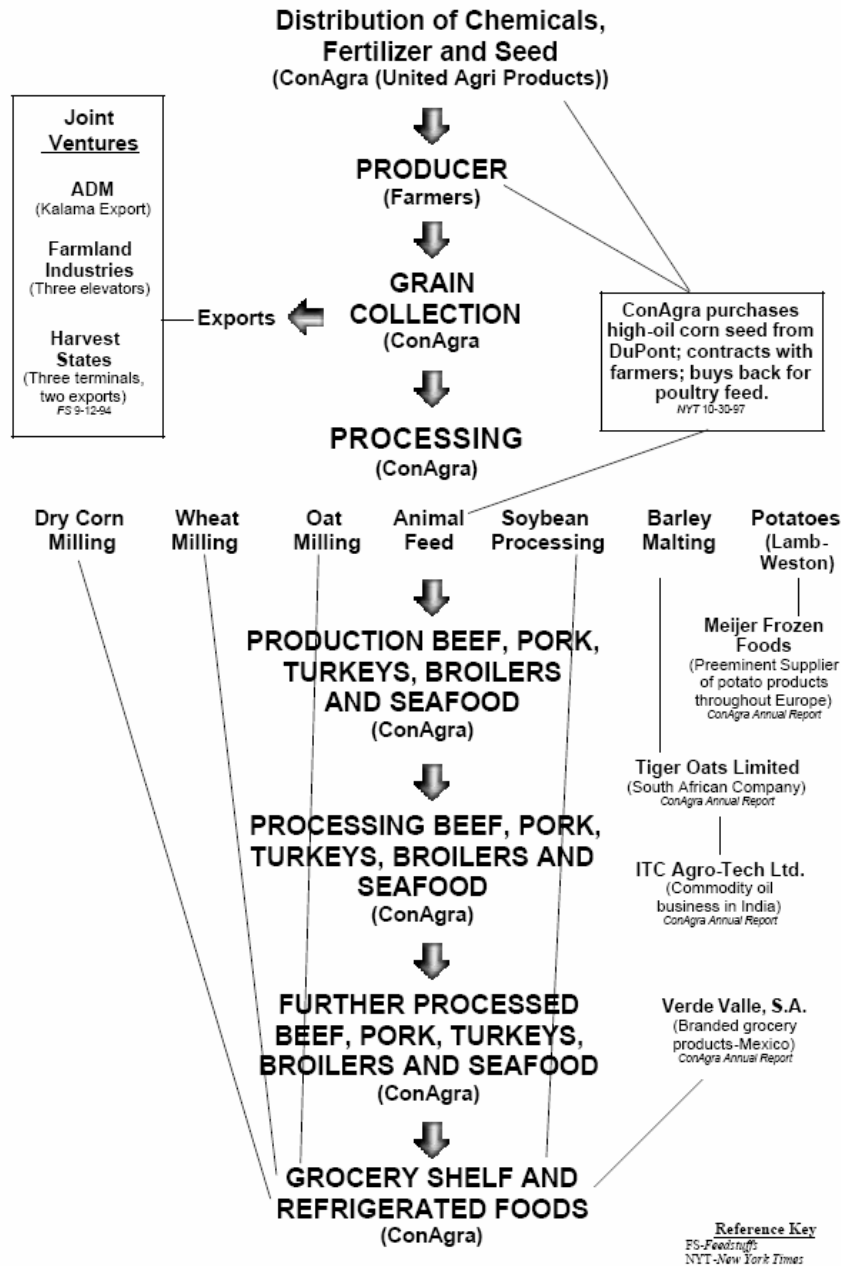 Distribution of Chemicals,
Fertilizer and Seed
(ConAgra (United Agri Products))
Joint
Ventures
ADM
(Kalama Export)
Farmland
Industries
(Three elevators)
Harvest
States
(Three terminals,
two exports)
FS 9-12-94
PRODUCER
(Farmers)
GRAIN
COLLECTION
(ConAgra
Exports
ConAgra purchases
high-oil corn seed from
DuPont; contracts with
farmers; buys back for
poultry feed.
NYT 10-30-97
PROCESSING
(ConAgra)
Dry Corn
Milling
Wheat
Milling
Oat
Milling
Animal
Feed
Soybean
Processing
Barley
Malting
Potatoes
(Lamb-
Weston)
PRODUCTION BEEF, PORK,
TURKEYS, BROILERS
AND SEAFOOD
(ConAgra)
Meijer Frozen
Foods
(Preeminent Supplier
of potato products
throughout Europe)
ConAgra Annual Report
Tiger Oats Limited
(South African Company)
ConAgra Annual Report
PROCESSING BEEF, PORK,
TURKEYS, BROILERS AND
SEAFOOD
(ConAgra)
ITC Agro-Tech Ltd.
(Commodity oil
business in India)
ConAgra Annual Report
FURTHER PROCESSED
BEEF, PORK, TURKEYS,
BROILERS AND SEAFOOD
(ConAgra)
Verde Valle, S.A.
(Branded grocery
products-Mexico)
ConAgra Annual Report
GROCERY SHELF AND
REFRIGERATED FOODS
(ConAgra)
Reference Key
FS-Feedstuffs
NYT-New York Times